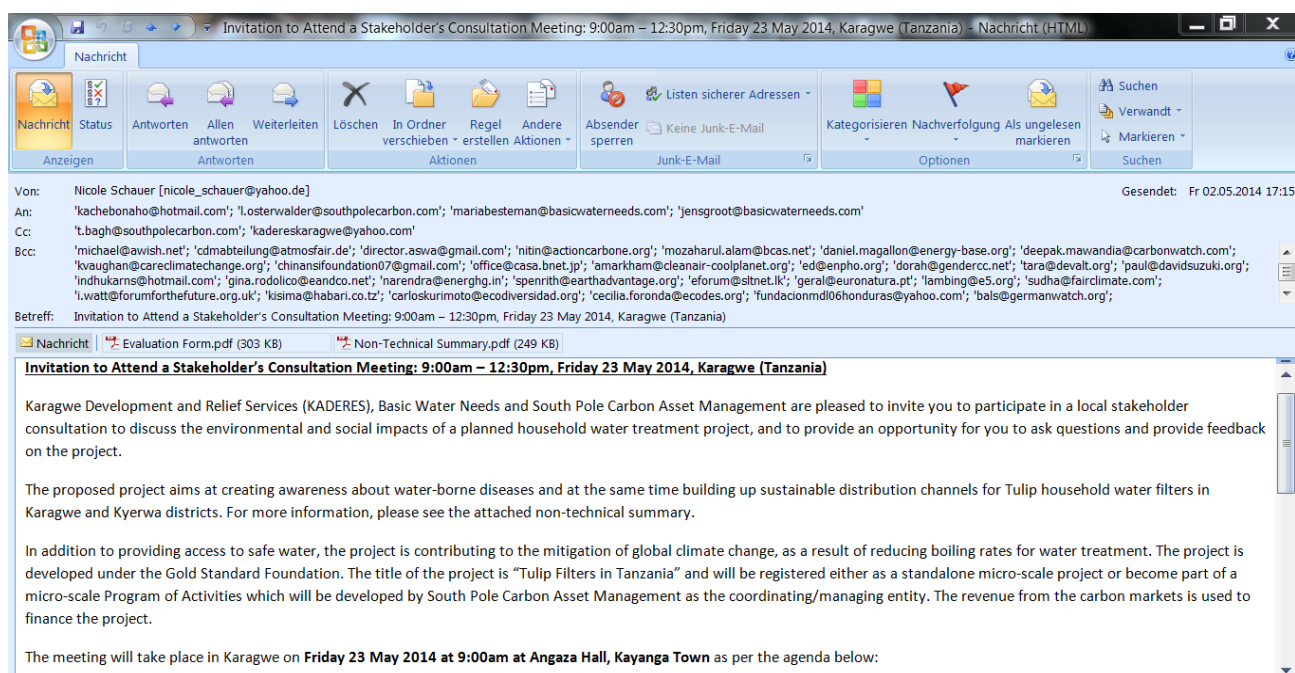 Invitation to Attend a Stakeholder's Consultation Meeting: 9:00am – 12:30pm, Friday 23 May 2014, Karagwe (Tanzania) - Nachricht (HTML)
Nachricht
Nachricht Status Antworten Allen antworten Weiterleiten Löschen In Ordner verschieben Regel erstellen Andere Aktionen Absender sperren Listen sicherer Adressen Keine Junk-E-Mail Kategorisieren Nachverfolgung Als ungelesen markieren Suchen Verwandt Markieren
Anzeigen Antworten Aktionen Junk-E-Mail Optionen Suchen
Von: Nicole Schauer [nicole_schauer@yahoo.de] Gesendet: Fr 02.05.2014 17:15
An: 'kachebonaho@hotmail.com'; 'l.osterwalder@southpolecarbon.com'; 'mariabesteman@basicwaterneeds.com'; 'jensgroot@basicwaterneeds.com'
Cc: 't.bagh@southpolecarbon.com'; 'kadereskaragwe@yahoo.com'
Bcc: 'michael@awish.net'; 'cdmabteilung@atmosfair.de'; 'director.aswa@gmail.com'; 'nitin@actioncarbone.org'; 'mozaharul.alam@bcas.net'; 'daniel.magallon@energy-base.org'; 'deepak.mawandia@carbonwatch.com';
'kvaughan@careclimatechange.org'; 'chinansifoundation07@gmail.com'; 'office@casa.bnet.jp'; 'amarkham@cleanair-coolplanet.org'; 'ed@enpho.org'; 'dorah@gendercc.net'; 'tara@devalt.org'; 'paul@davidsuzuki.org';
'indhukarns@hotmail.com'; 'gina.rodolico@eandco.net'; 'narendra@energhg.in'; 'spenrith@earthadvantage.org'; 'eforum@sltnet.lk'; 'geral@euronatura.pt'; 'lambing@e5.org'; 'sudha@fairclimate.com';
'i.watt@forumforthefuture.org.uk'; 'kisima@habari.co.tz'; 'carloskurimoto@ecodiversidad.org'; 'cecilia.foronda@ecodes.org'; 'fundacionmdl06honduras@yahoo.com'; 'bals@germanwatch.org';
Betreff: Invitation to Attend a Stakeholder's Consultation Meeting: 9:00am – 12:30pm, Friday 23 May 2014, Karagwe (Tanzania)
Nachricht Evaluation Form.pdf (303 KB) Non-Technical Summary.pdf (249 KB)
Invitation to Attend a Stakeholder's Consultation Meeting: 9:00am – 12:30pm, Friday 23 May 2014, Karagwe (Tanzania)
Karagwe Development and Relief Services (KADERES), Basic Water Needs and South Pole Carbon Asset Management are pleased to invite you to participate in a local stakeholder
consultation to discuss the environmental and social impacts of a planned household water treatment project, and to provide an opportunity for you to ask questions and provide feedback
on the project.
The proposed project aims at creating awareness about water-borne diseases and at the same time building up sustainable distribution channels for Tulip household water filters in
Karagwe and Kyerwa districts. For more information, please see the attached non-technical summary.
In addition to providing access to safe water, the project is contributing to the mitigation of global climate change, as a result of reducing boiling rates for water treatment. The project is
developed under the Gold Standard Foundation. The title of the project is "Tulip Filters in Tanzania" and will be registered either as a standalone micro-scale project or become part of a
micro-scale Program of Activities which will be developed by South Pole Carbon Asset Management as the coordinating/managing entity. The revenue from the carbon markets is used to
finance the project.
The meeting will take place in Karagwe on Friday 23 May 2014 at 9:00am at Angaza Hall, Kayanga Town as per the agenda below: